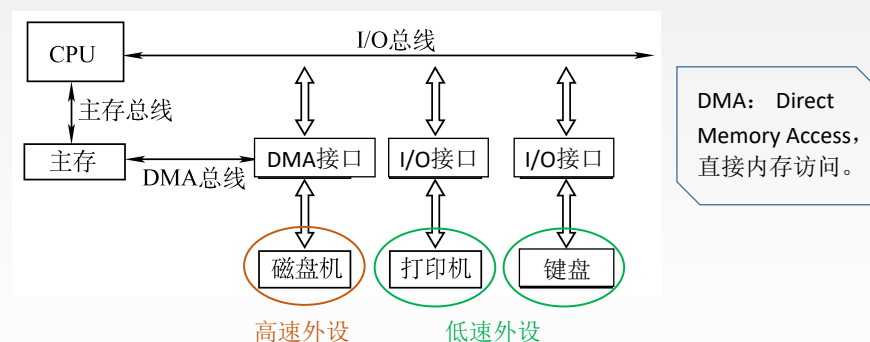 I/O总线
CPU
主存总线
主存
DMA总线
DMA接口
I/O接口
I/O接口
磁盘机
打印机
键盘
高速外设
低速外设
DMA： Direct
Memory Access，
直接内存访问。